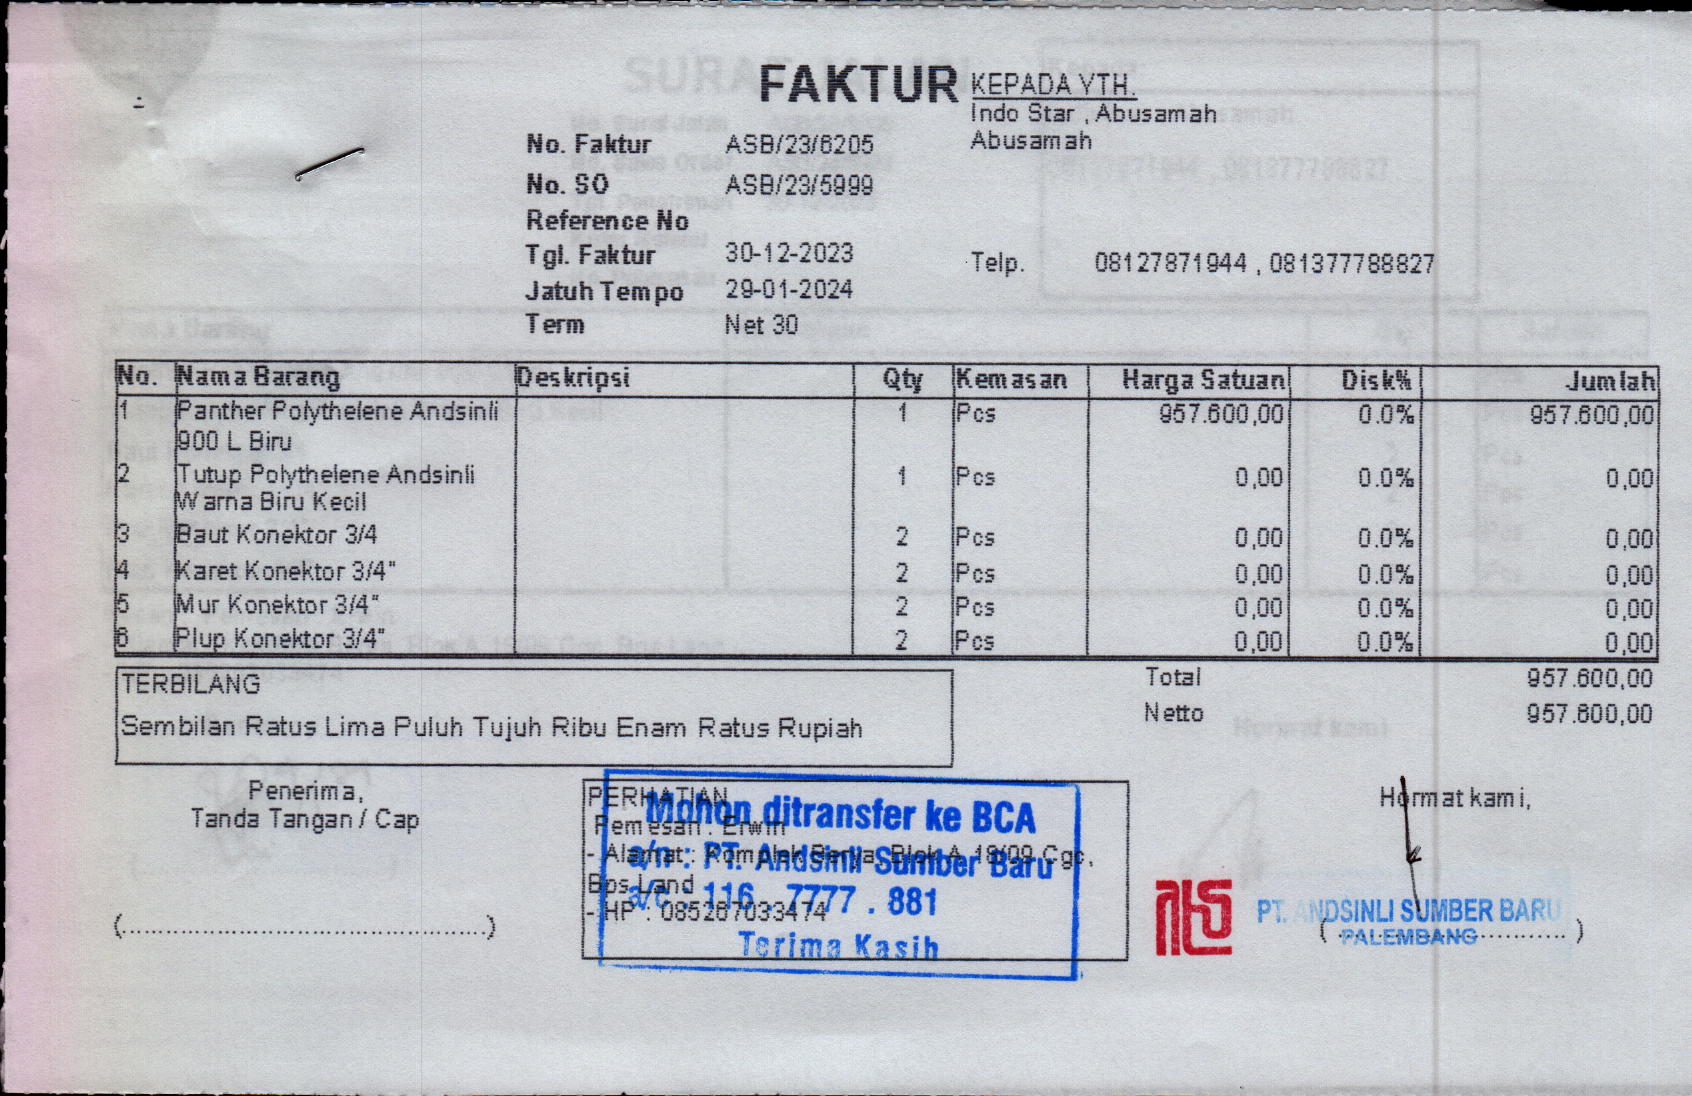 FAKTUR
KEPADA YTH.
Indo Star , Abusamah
Abusamah
No. Faktur ASB/23/6205
No. SO ASB/23/5999
Reference No
Tgl. Faktur 30-12-2023
Telp. 08127871944 , 081377788827
Jatuh Tempo 29-01-2024
Term Net 30
No. Nama Barang Deskripsi Qty Kemasan Harga Satuan Disk% Jumlah
1 Panther Polythelene Andsinli 1 Pcs 957.600,00 0.0% 957.600,00
900 L Biru
2 Tutup Polythelene Andsinli 1 Pcs 0,00 0.0% 0,00
Warna Biru Kecil
3 Baut Konektor 3/4 2 Pcs 0,00 0.0% 0,00
4 Karet Konektor 3/4" 2 Pcs 0,00 0.0% 0,00
5 Mur Konektor 3/4" 2 Pcs 0,00 0.0% 0,00
6 Plup Konektor 3/4" 2 Pcs 0,00 0.0% 0,00
Total 957.600,00
Netto 957.600,00
TERBILANG
Sembilan Ratus Lima Puluh Tujuh Ribu Enam Ratus Rupiah
Penerima,
Tanda Tangan / Cap
(................................................)
PERHATIAN
Pemesan : Erwin
- Alamat : Komplek Blok A 19/09 Cgc,
Bps Land
- HP : 085267033474
Mohon ditransfer ke BCA
a/n : PT. Andsinli Sumber Baru
a/c : 116 . 7777 . 881
Terima Kasih
Hormat kami,
PT. ANDSINLI SUMBER BARU
PALEMBANG